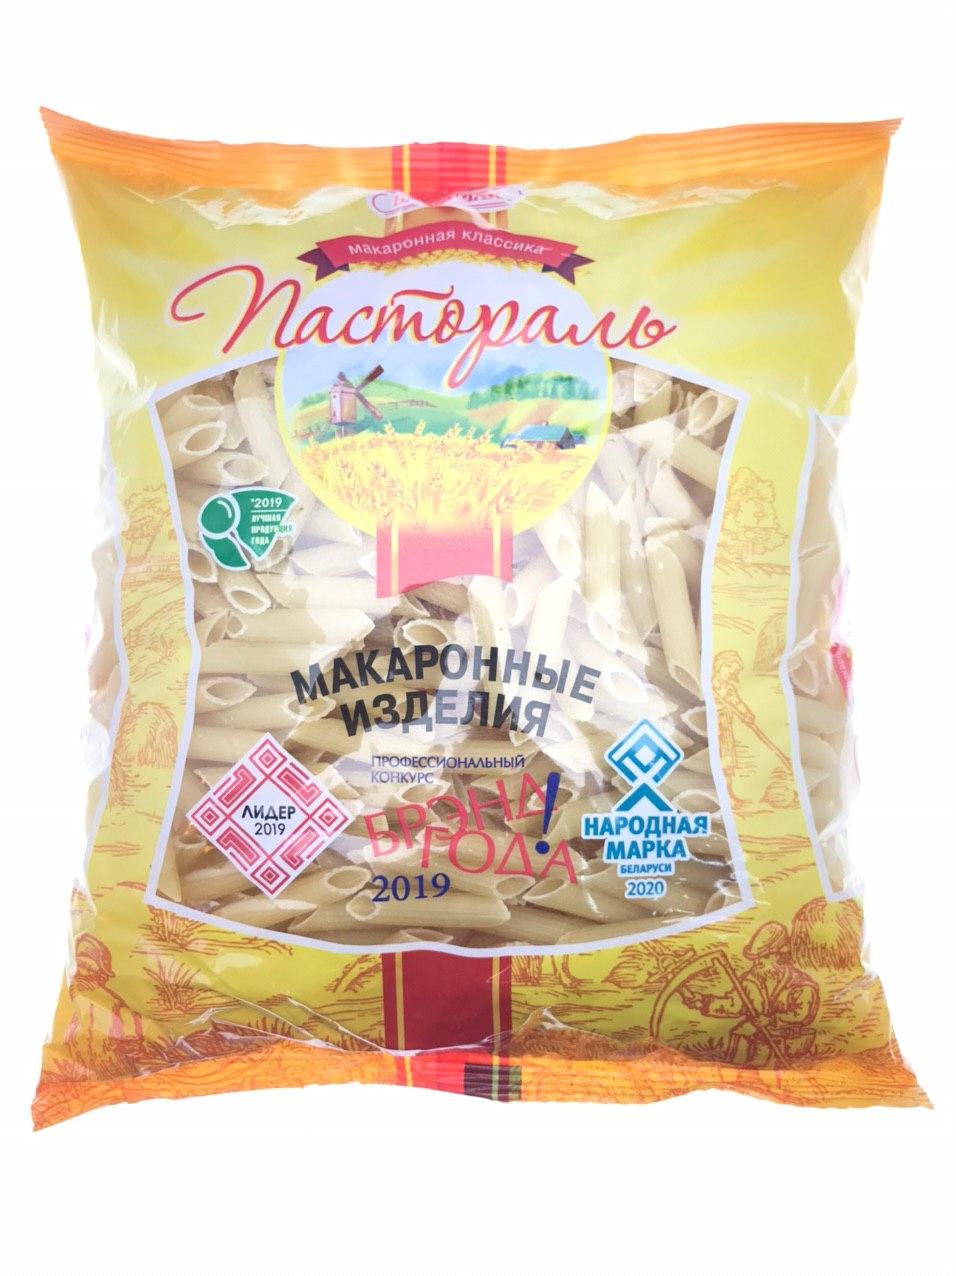 макаронная классика
Пастораль
"2019
ЛУЧШАЯ
ПРОДУКЦИЯ
ГОДА
МАКАРОННЫЕ
ИЗДЕЛИЯ
ПРОФЕССИОНАЛЬНЫЙ
КОНКУРС
БРЭНД!
ГОДА
2019
ЛИДЕР
2019
НАРОДНАЯ
МАРКА
БЕЛАРУСИ
2020